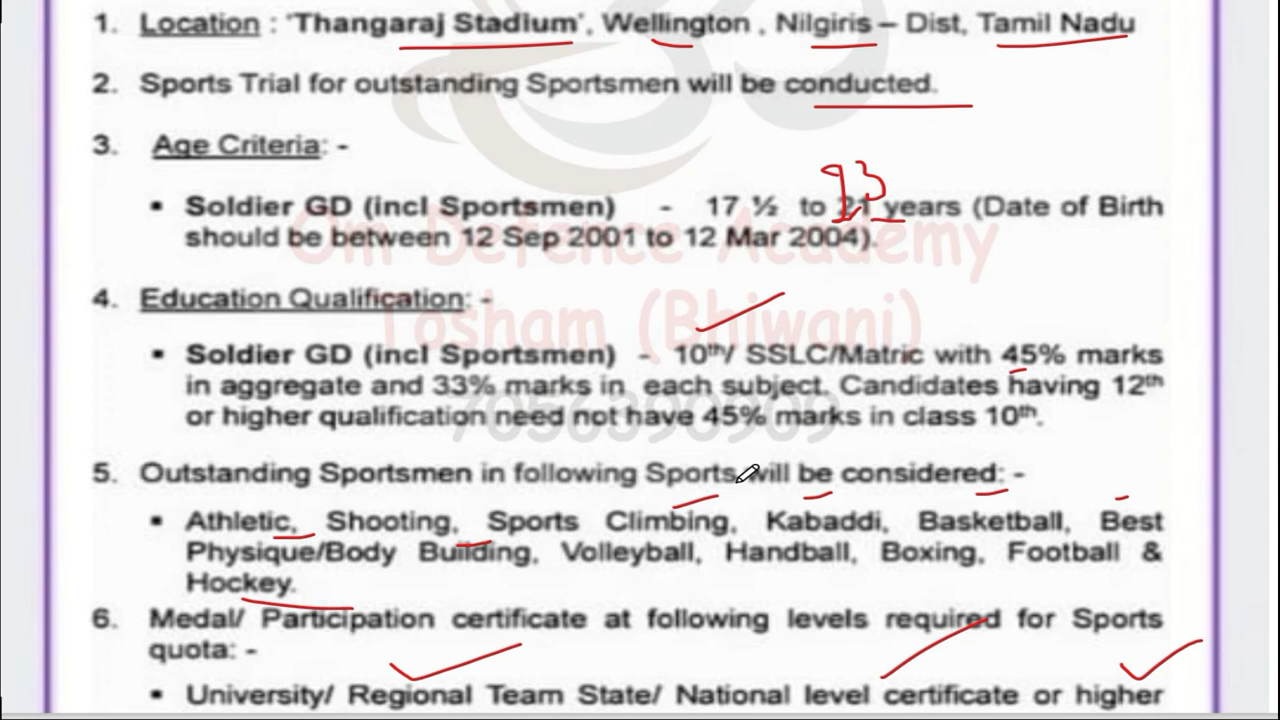 1. Location : 'Thangaraj Stadium', Wellington , Nilgiris – Dist, Tamil Nadu
2. Sports Trial for outstanding Sportsmen will be conducted.
3. Age Criteria: -
93
▪ Soldier GD (incl Sportsmen) - 17 ½ to 21 years (Date of Birth
should be between 12 Sep 2001 to 12 Mar 2004).
Om Defence Academy
4. Education Qualification: -
Tosham (Bhiwani)
▪ Soldier GD (incl Sportsmen) - 10th/ SSLC/Matric with 45% marks
in aggregate and 33% marks in each subject. Candidates having 12th
or higher qualification need not have 45% marks in class 10th.
5. Outstanding Sportsmen in following Sports will be considered: -
▪ Athletic, Shooting, Sports Climbing, Kabaddi, Basketball, Best
Physique/Body Building, Volleyball, Handball, Boxing, Football &
Hockey.
6. Medal/ Participation certificate at following levels required for Sports
quota: -
▪ University/ Regional Team State/ National level certificate or higher